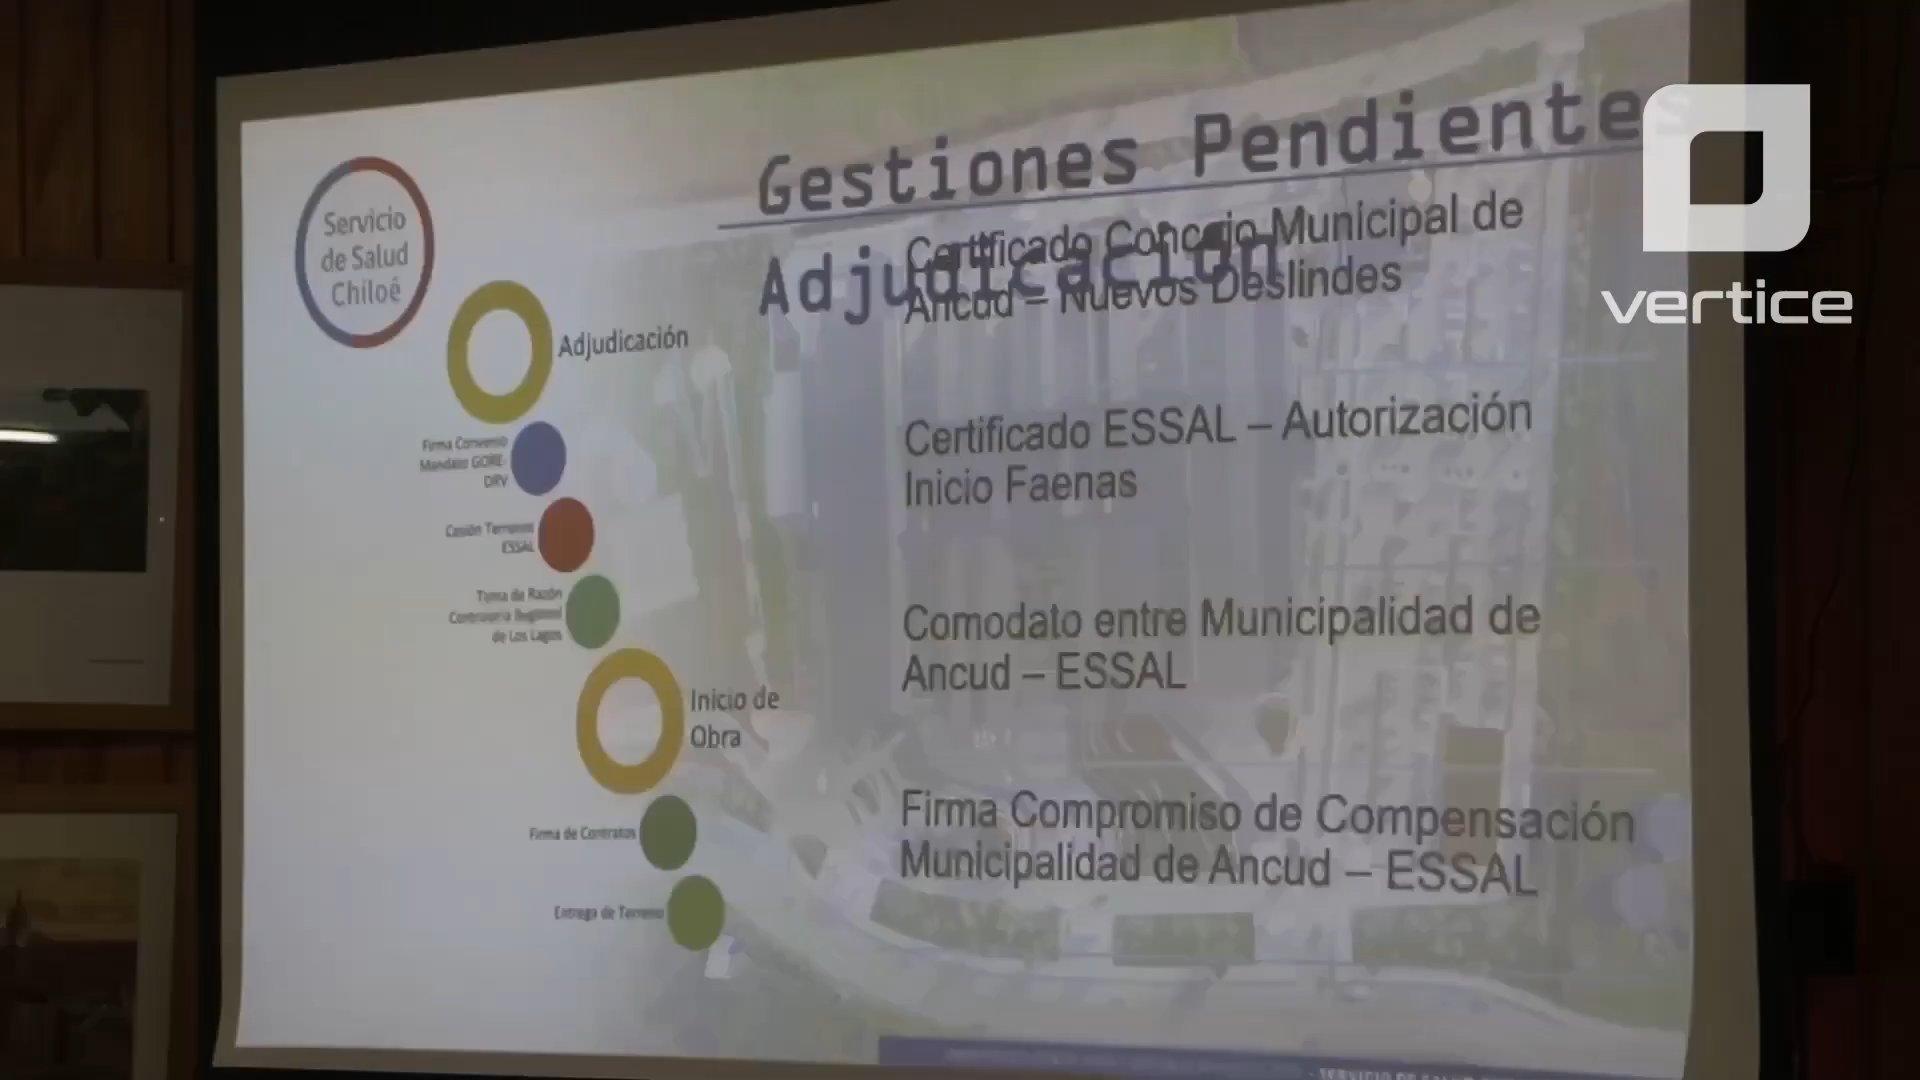 Gestiones Pendientes
Adjudicación
Servicio
de Salud
Chiloé
Adjudicación
Firma Convenio
Mandato GORE-
DRV
Cesión Terrenos
ESSAL
Toma de Razón
Contraloría Regional
de Los Lagos
Inicio de
Obra
Firma de Contratos
Entrega de Terreno
Certificado Concejo Municipal de
Ancud – Nuevos Deslindes
Certificado ESSAL – Autorización
Inicio Faenas
Comodato entre Municipalidad de
Ancud – ESSAL
Firma Compromiso de Compensación
Municipalidad de Ancud – ESSAL
vertice